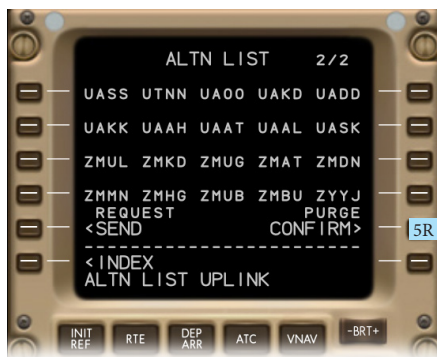 ALTN LIST 2/2
UASS UTNN UAOO UAKD UADD
UAKK UAAH UAAT UAAL UASK
ZMUL ZMKD ZMUG ZMAT ZMDN
ZMMN ZMHG ZMUB ZMBU ZYYJ
REQUEST PURGE
<SEND CONFIRM>
5R
------------------------
<INDEX
ALTN LIST UPLINK
INIT REF RTE DEP ARR ATC VNAV -BRT+